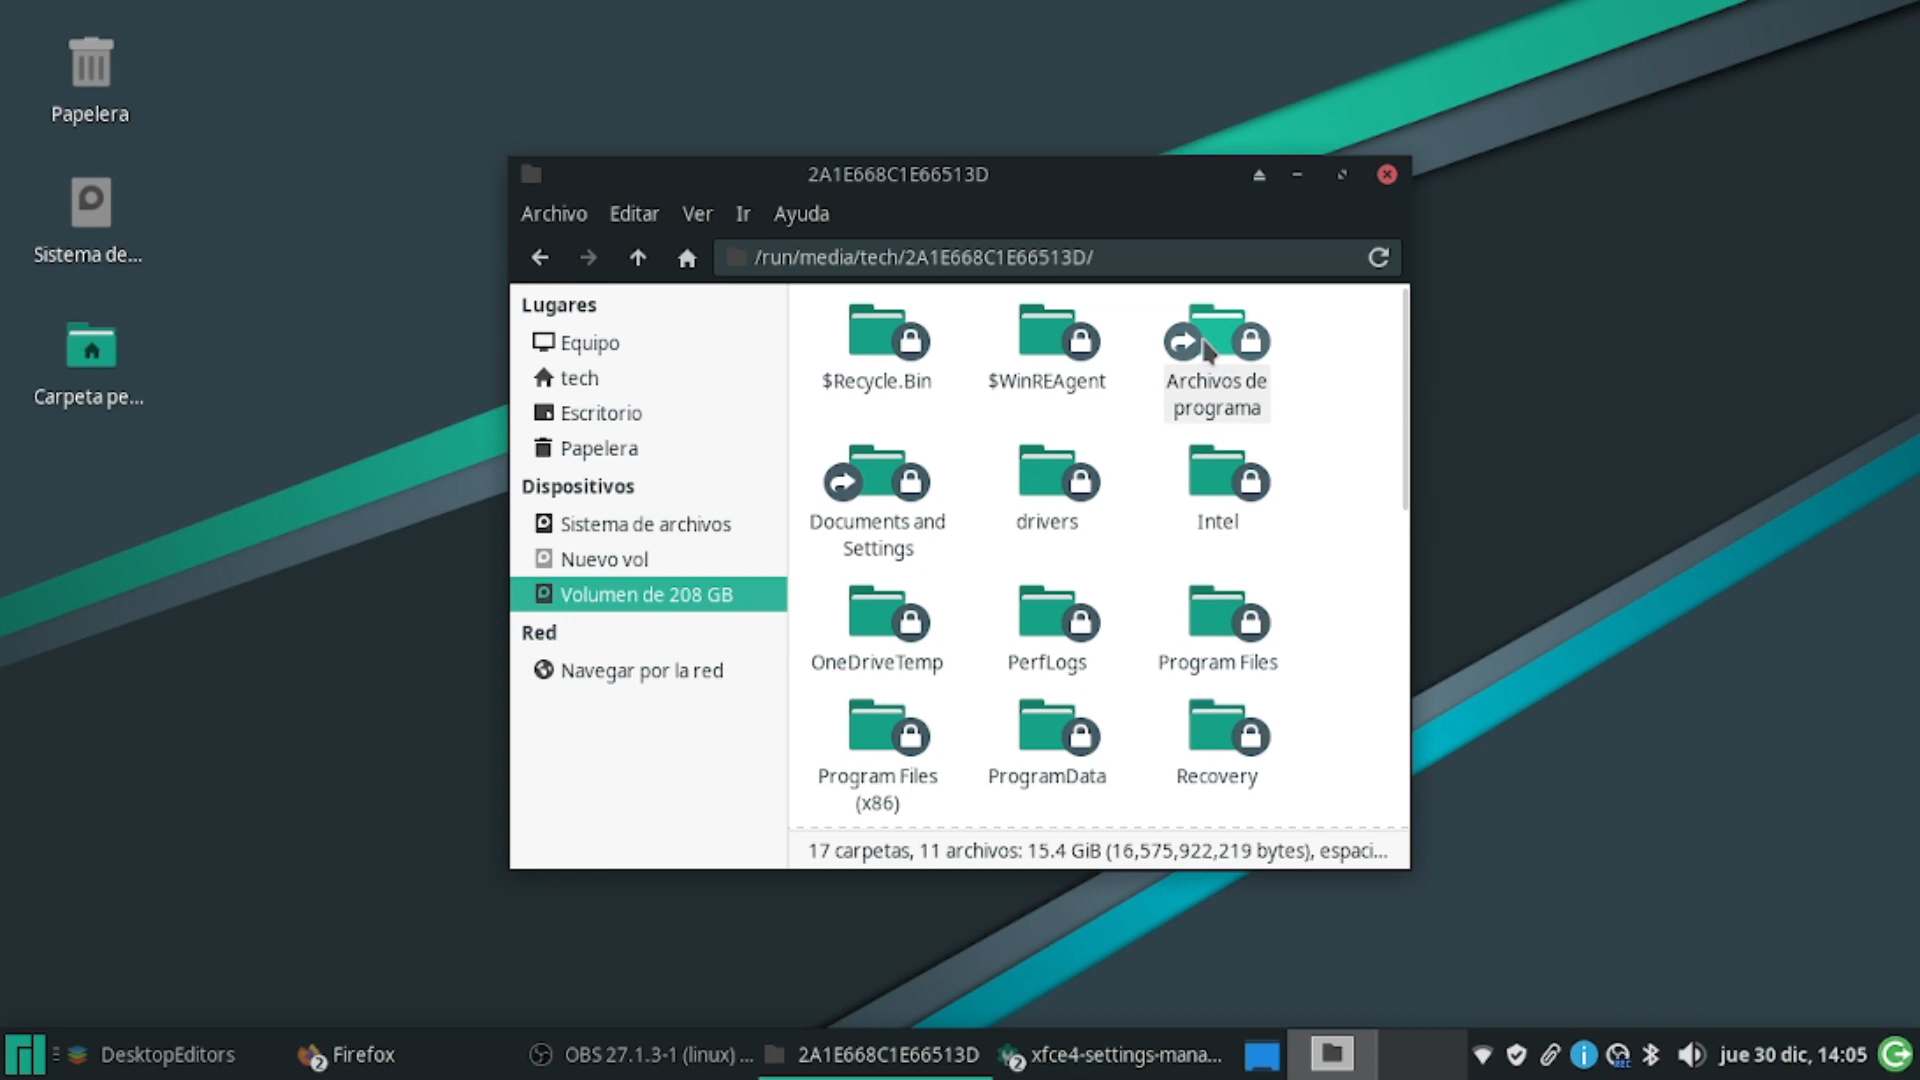 Papelera
Sistema de...
Carpeta pe...
2A1E668C1E66513D
Archivo Editar Ver Ir Ayuda
/run/media/tech/2A1E668C1E66513D/
Lugares
Equipo
tech
Escritorio
Papelera
Dispositivos
Sistema de archivos
Nuevo vol
Volumen de 208 GB
Red
Navegar por la red
$Recycle.Bin
$WinREAgent
Archivos de
programa
Documents and
Settings
drivers
Intel
OneDriveTemp
PerfLogs
Program Files
Program Files
(x86)
ProgramData
Recovery
17 carpetas, 11 archivos: 15.4 GiB (16,575,922,219 bytes), espaci...
DesktopEditors
2
Firefox
OBS 27.1.3-1 (linux) ...
2A1E668C1E66513D
2
xfce4-settings-mana...
REC
jue 30 dic, 14:05